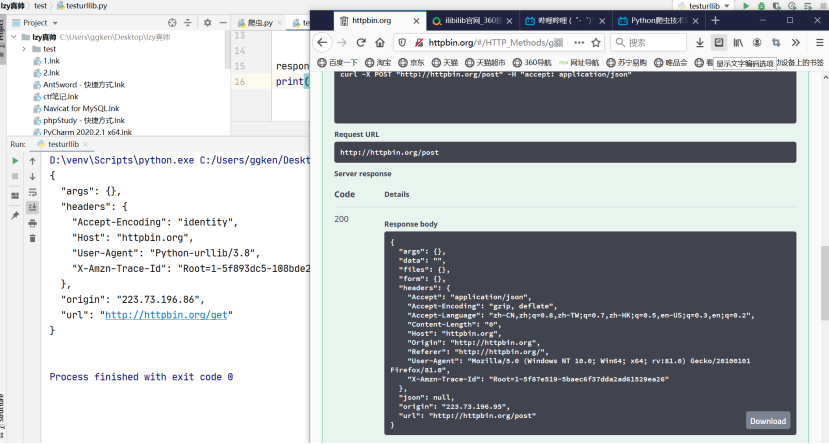 lzy真帅 › test › testurllib.py
testurllib
Project
lzy真帅 C:\Users\ggken\Desktop\lzy真帅
test
1.lnk
2.lnk
AntSword - 快捷方式.lnk
ctf笔记.lnk
Navicat for MySQL.lnk
phpStudy - 快捷方式.lnk
PyCharm 2020.2.1 x64.lnk
爬虫.py
13
14
15 respon
16 print(
Run: testurllib
D:\venv\Scripts\python.exe C:/Users/ggken/Deskt
{
"args": {},
"headers": {
"Accept-Encoding": "identity",
"Host": "httpbin.org",
"User-Agent": "Python-urllib/3.8",
"X-Amzn-Trace-Id": "Root=1-5f893dc5-108bde2
},
"origin": "223.73.196.86",
"url": "http://httpbin.org/get"
}
Process finished with exit code 0
httpbin.org
ilibili官网_360搜
哔哩哔哩 (゜-゜)つ
Python爬虫技术5
httpbin.org/#/HTTP_Methods/g
搜索
百度一下 淘宝 京东 天猫 天猫超市 360导航 网址导航 苏宁易购 唯品会
显示文字编码选项
动设备上的书签
curl -X POST "http://httpbin.org/post" -H "accept: application/json"
Request URL
http://httpbin.org/post
Server response
Code Details
200
Response body
{
"args": {},
"data": "",
"files": {},
"form": {},
"headers": {
"Accept": "application/json",
"Accept-Encoding": "gzip, deflate",
"Accept-Language": "zh-CN,zh;q=0.8,zh-TW;q=0.7,zh-HK;q=0.5,en-US;q=0.3,en;q=0.2",
"Content-Length": "0",
"Host": "httpbin.org",
"Origin": "http://httpbin.org",
"Referer": "http://httpbin.org/",
"User-Agent": "Mozilla/5.0 (Windows NT 10.0; Win64; x64; rv:81.0) Gecko/20100101
Firefox/81.0",
"X-Amzn-Trace-Id": "Root=1-5f87e519-5baec6f37dda2ad61529ea26"
},
"json": null,
"origin": "223.73.196.95",
"url": "http://httpbin.org/post"
}
Download